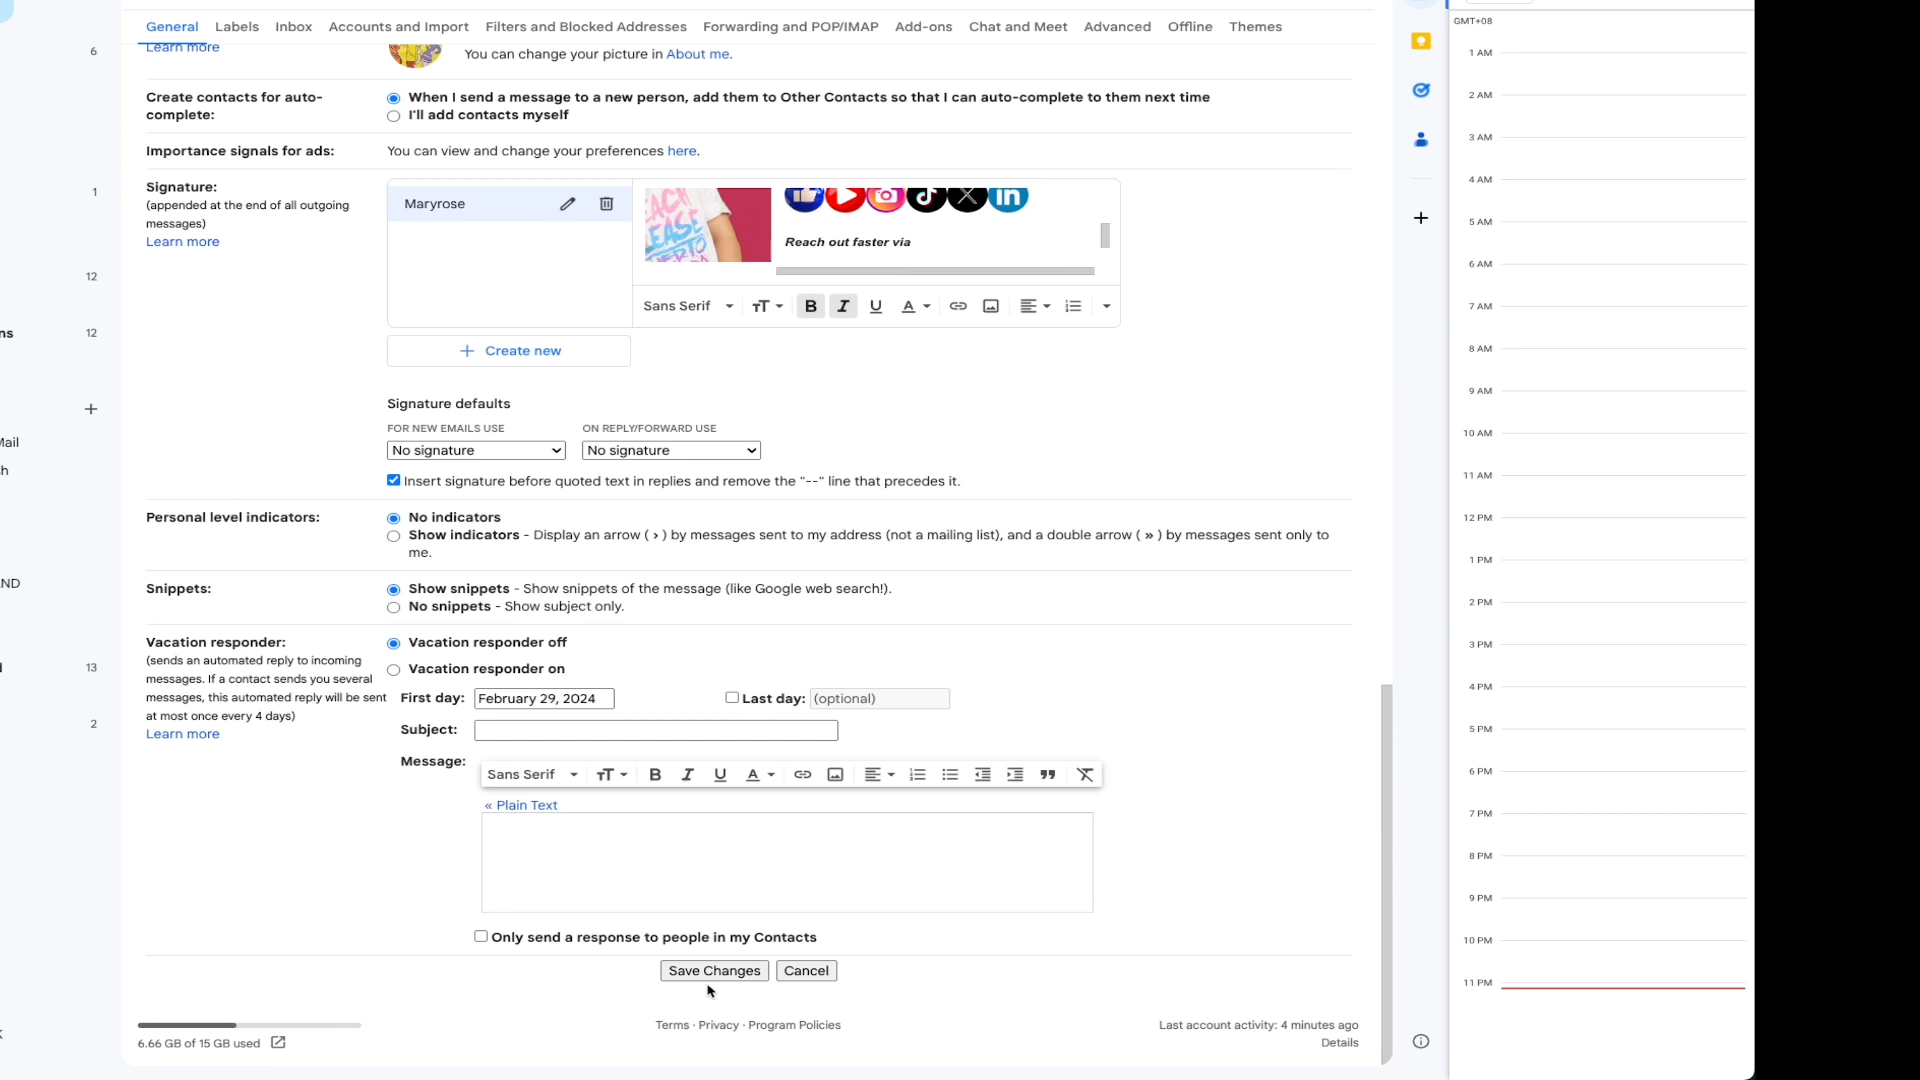 General Labels Inbox Accounts and Import Filters and Blocked Addresses Forwarding and POP/IMAP Add-ons Chat and Meet Advanced Offline Themes
Learn more
You can change your picture in About me.
Create contacts for auto-
complete:
When I send a message to a new person, add them to Other Contacts so that I can auto-complete to them next time
I'll add contacts myself
Importance signals for ads:
You can view and change your preferences here.
Signature:
(appended at the end of all outgoing
messages)
Learn more
Maryrose
Reach out faster via
Sans Serif
Create new
Signature defaults
FOR NEW EMAILS USE
ON REPLY/FORWARD USE
No signature
No signature
Insert signature before quoted text in replies and remove the "--" line that precedes it.
Personal level indicators:
No indicators
Show indicators - Display an arrow ( › ) by messages sent to my address (not a mailing list), and a double arrow ( » ) by messages sent only to
me.
Snippets:
Show snippets - Show snippets of the message (like Google web search!).
No snippets - Show subject only.
Vacation responder:
(sends an automated reply to incoming
messages. If a contact sends you several
messages, this automated reply will be sent
at most once every 4 days)
Learn more
Vacation responder off
Vacation responder on
First day: February 29, 2024
Last day: (optional)
Subject:
Message:
Sans Serif
« Plain Text
Only send a response to people in my Contacts
Save Changes Cancel
6.66 GB of 15 GB used
Terms · Privacy · Program Policies
Last account activity: 4 minutes ago
Details
6
1
12
ns 12
Mail
sh
ND
d 13
2
GMT+08
1 AM
2 AM
3 AM
4 AM
5 AM
6 AM
7 AM
8 AM
9 AM
10 AM
11 AM
12 PM
1 PM
2 PM
3 PM
4 PM
5 PM
6 PM
7 PM
8 PM
9 PM
10 PM
11 PM